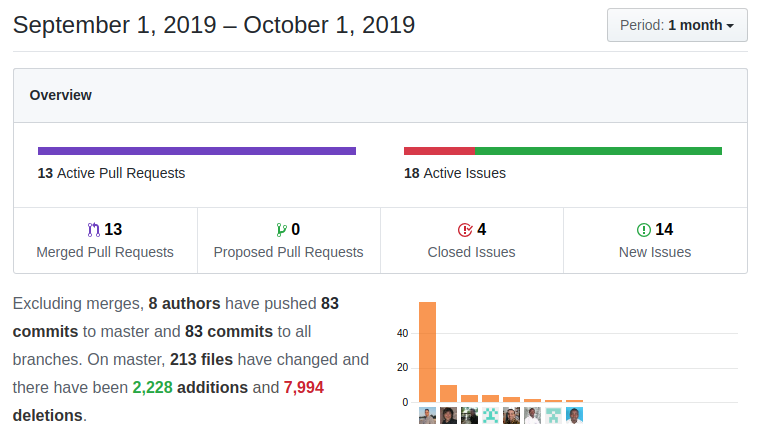 September 1, 2019 – October 1, 2019
Period: 1 month
Overview
13 Active Pull Requests
18 Active Issues
13
Merged Pull Requests
0
Proposed Pull Requests
4
Closed Issues
14
New Issues
Excluding merges, 8 authors have pushed 83
commits to master and 83 commits to all
branches. On master, 213 files have changed and
there have been 2,228 additions and 7,994
deletions.
40
20
0